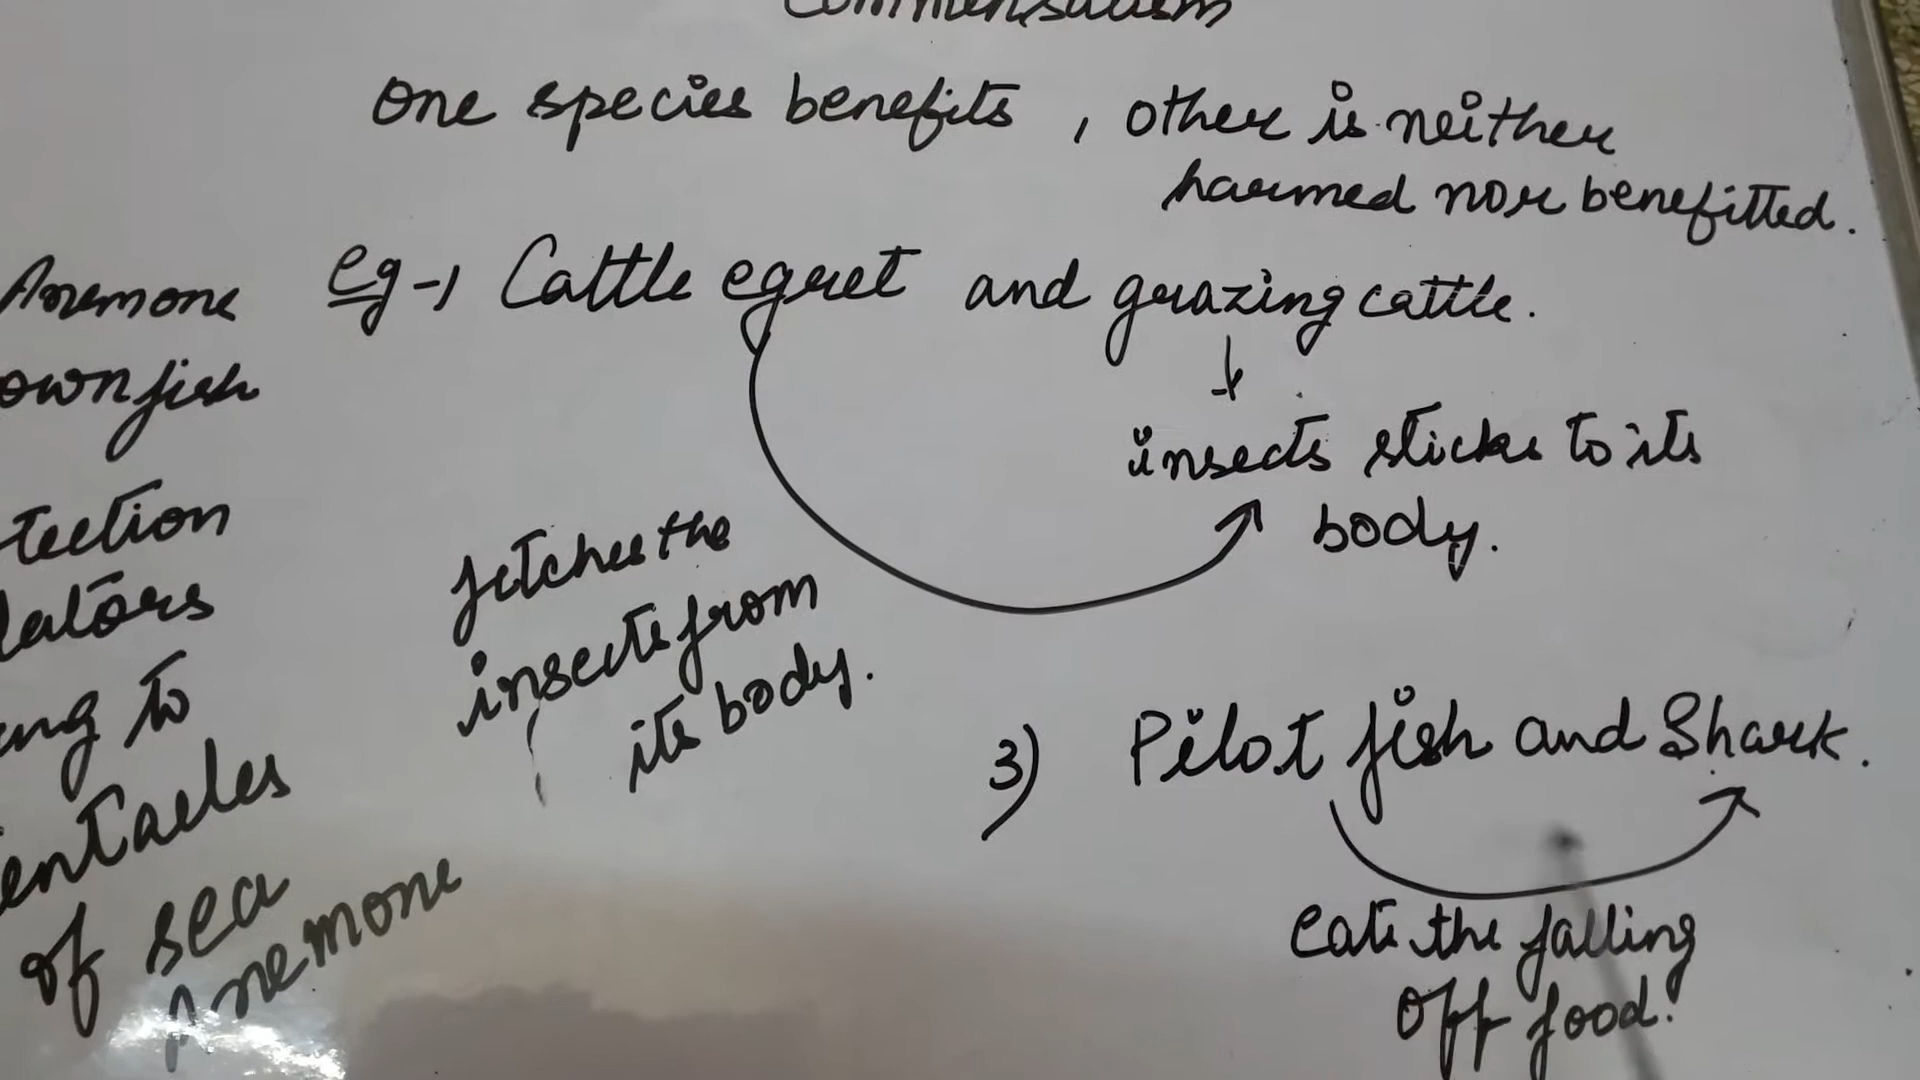 Commensalism
One species benefits, other is neither
harmed nor benefitted.
eg-1 Cattle egret and grazing cattle.
insects sticks to its
body.
fetches the
insects from
its body.
3) Pilot fish and Shark.
Eats the falling
off food.
Anemone
ownfish
tection
ators
ng to
entacles
of sea
Anemone